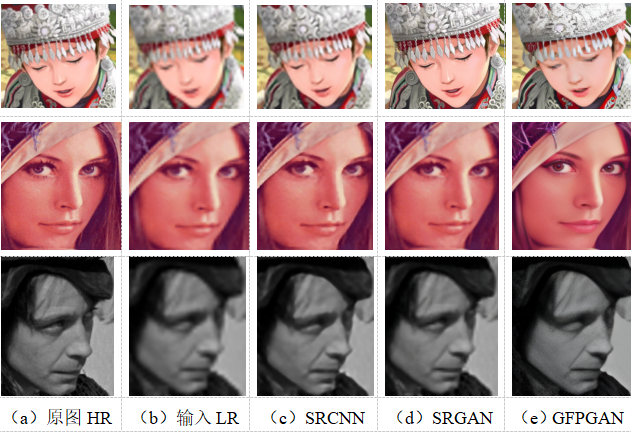 （a）原图 HR （b）输入 LR （c）SRCNN （d）SRGAN （e）GFPGAN